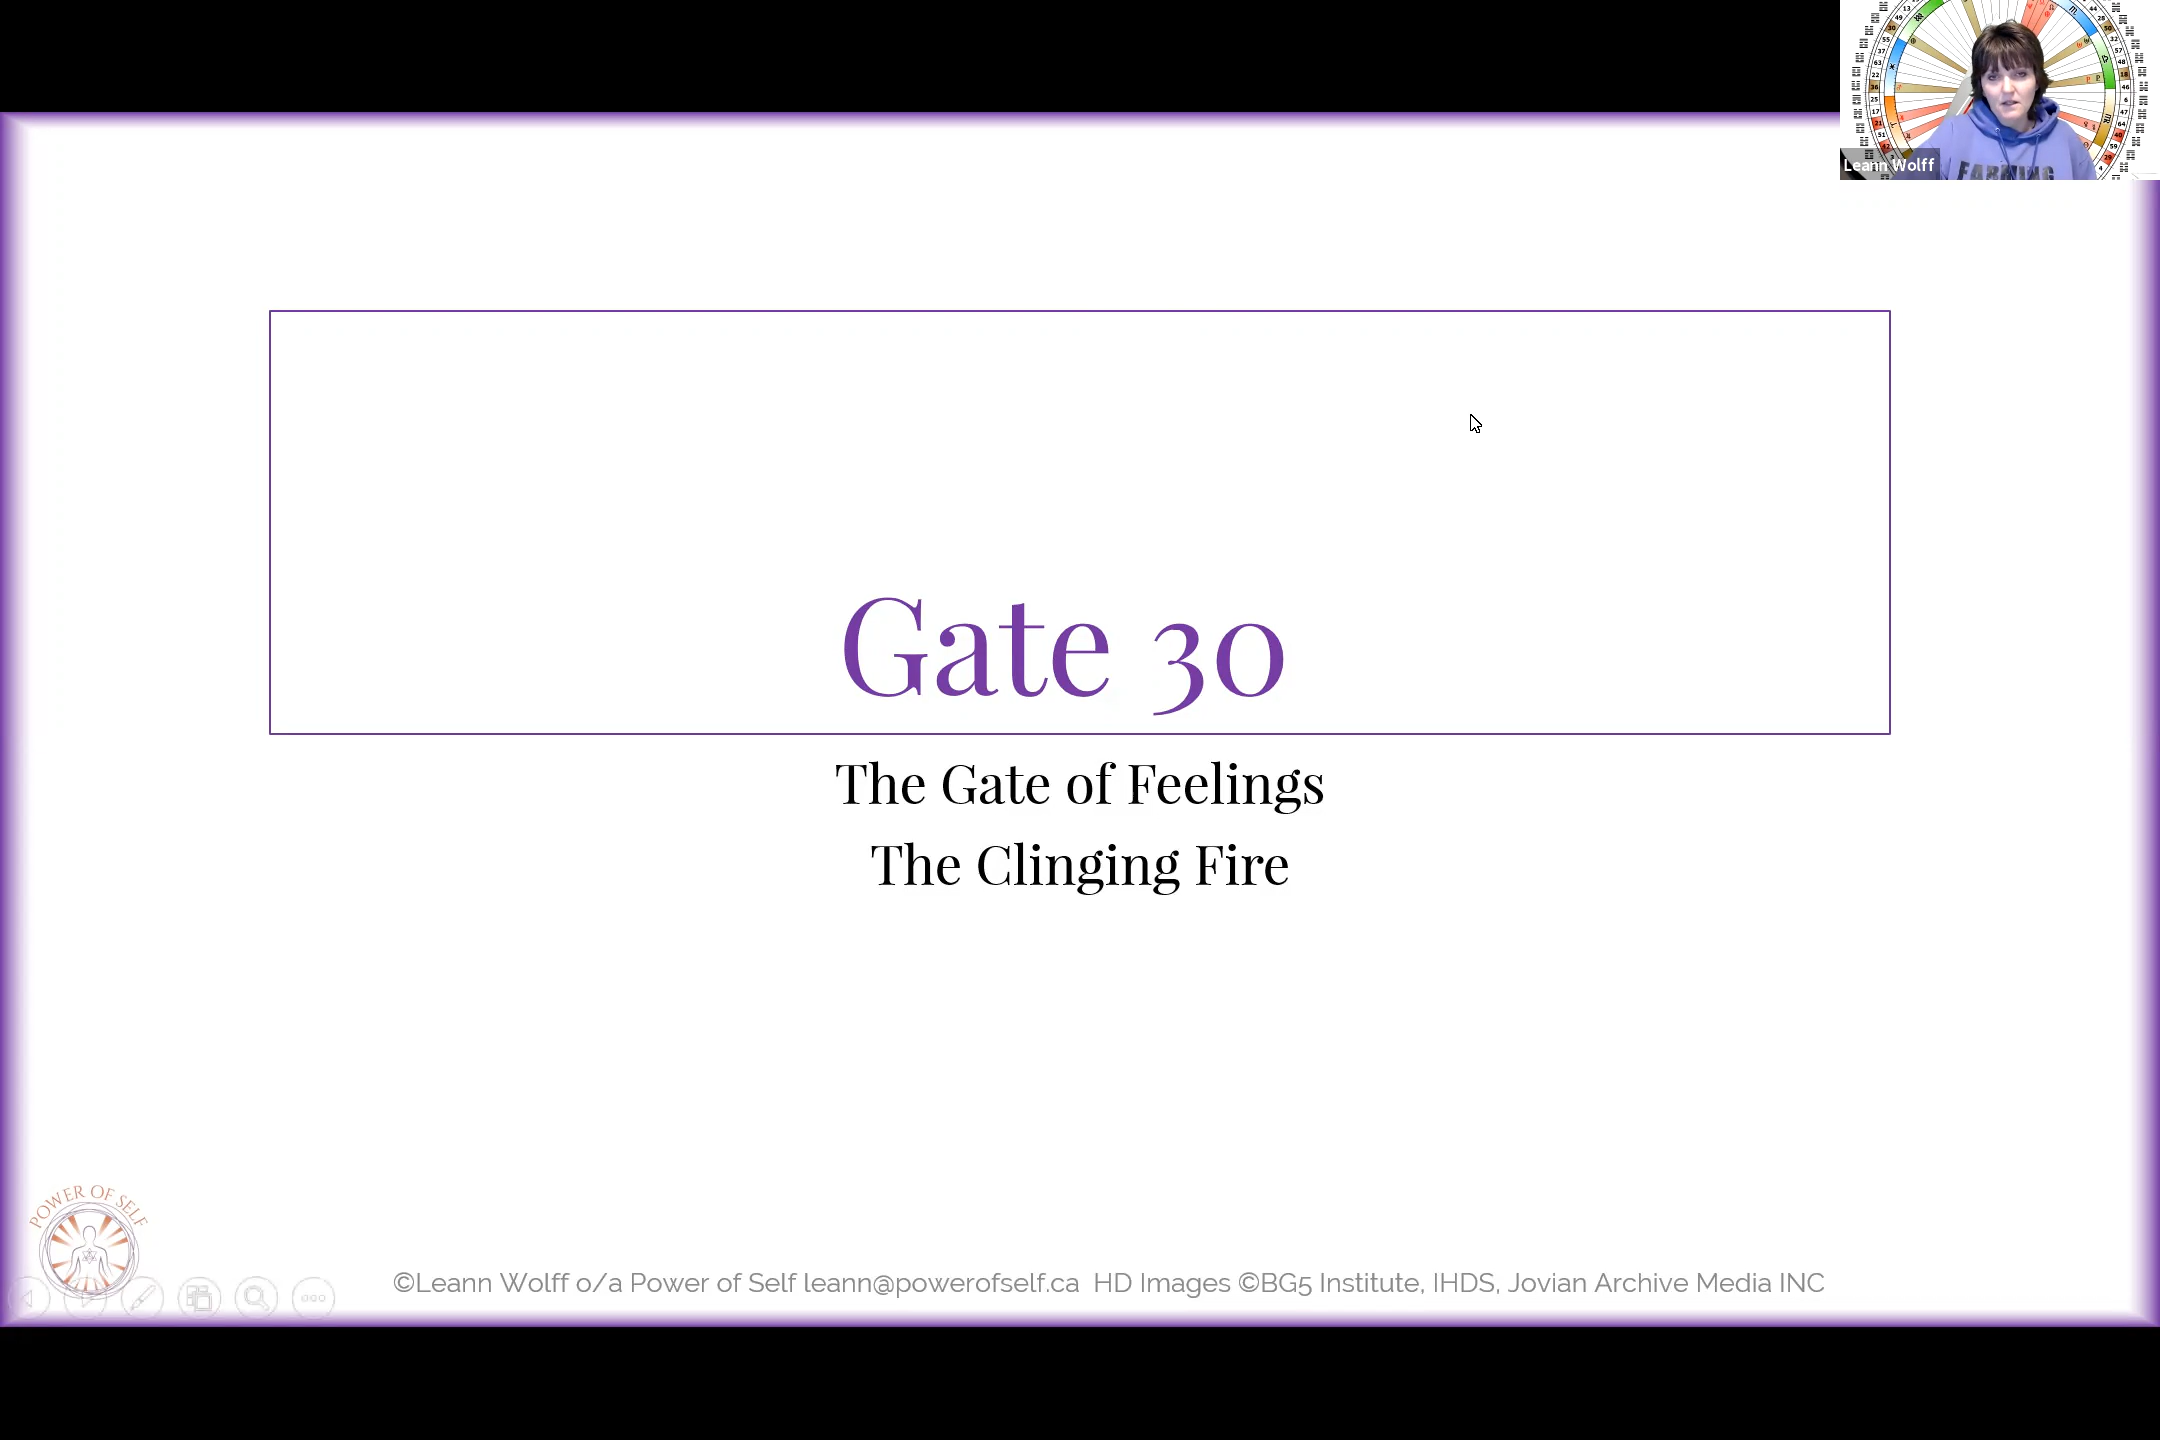 Leann Wolff
Gate 30
The Gate of Feelings
The Clinging Fire
POWER OF SELF
©Leann Wolff o/a Power of Self leann@powerofself.ca HD Images ©BG5 Institute, IHDS, Jovian Archive Media INC